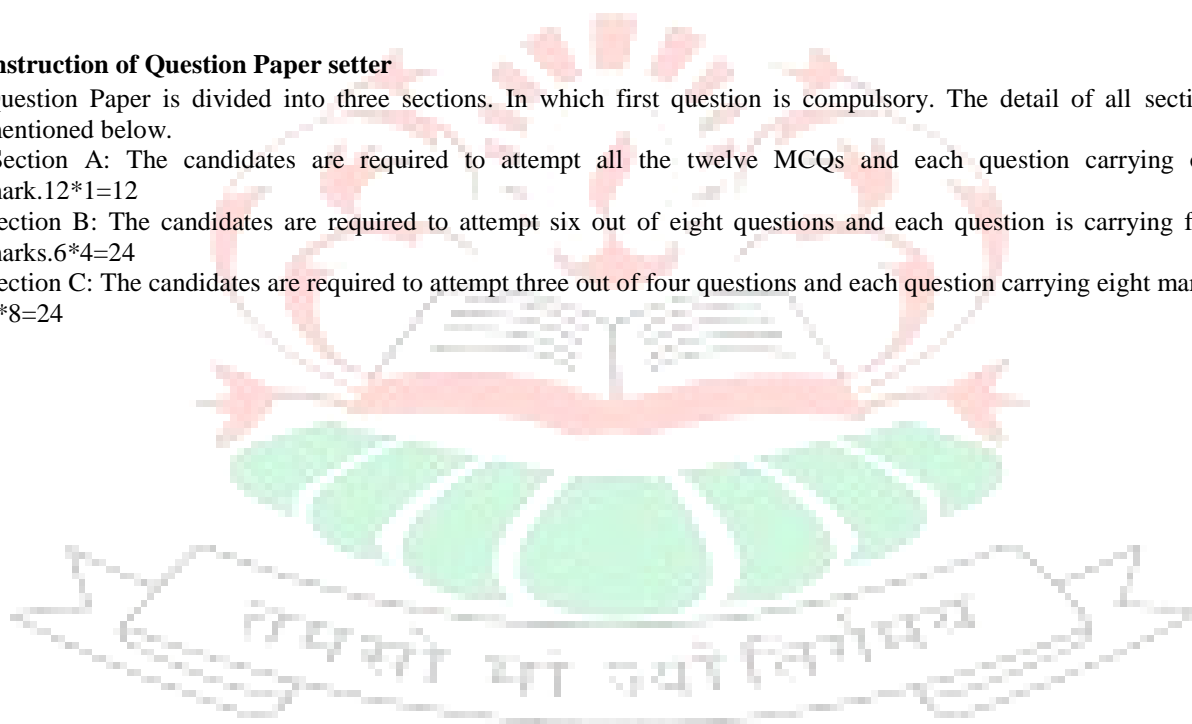 nstruction of Question Paper setter
uestion Paper is divided into three sections. In which first question is compulsory. The detail of all secti
entioned below.
Section A: The candidates are required to attempt all the twelve MCQs and each question carrying
ark.12*1=12
ection B: The candidates are required to attempt six out of eight questions and each question is carrying f
arks.6*4=24
ection C: The candidates are required to attempt three out of four questions and each question carrying eight mar
*8=24